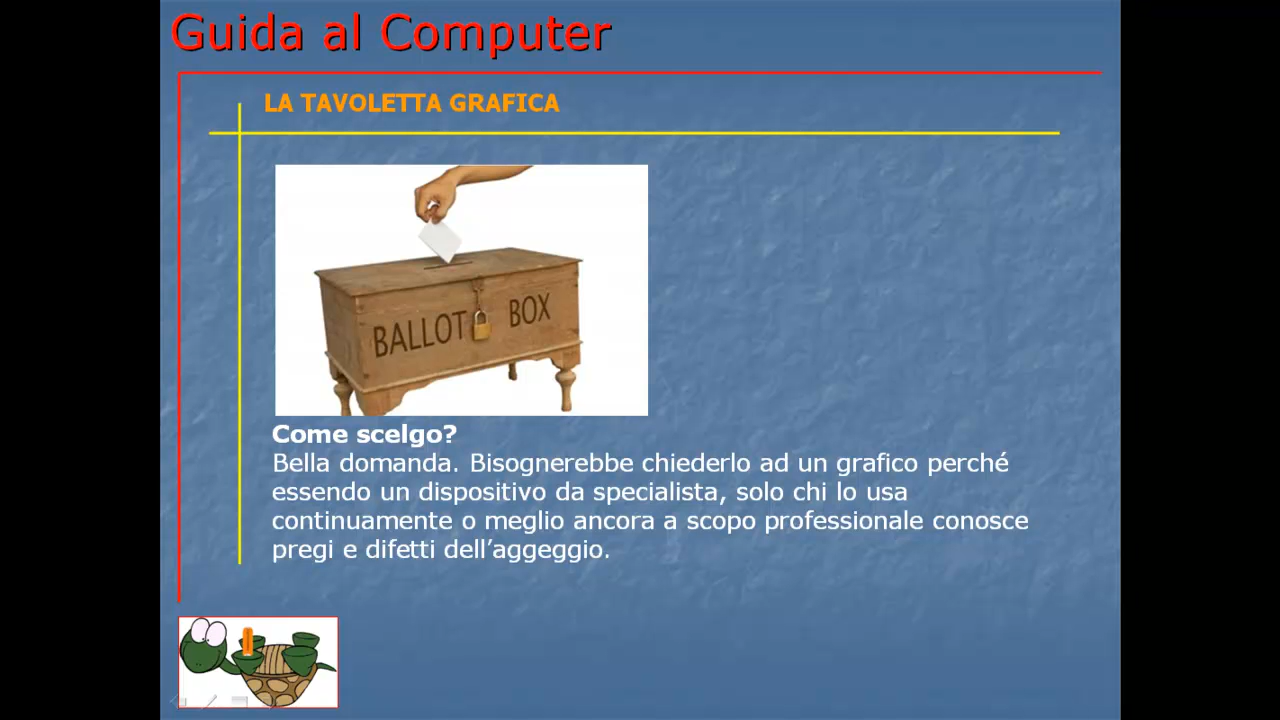 Guida al Computer
LA TAVOLETTA GRAFICA
BALLOT BOX
Come scelgo?
Bella domanda. Bisognerebbe chiederlo ad un grafico perché
essendo un dispositivo da specialista, solo chi lo usa
continuamente o meglio ancora a scopo professionale conosce
pregi e difetti dell’aggeggio.